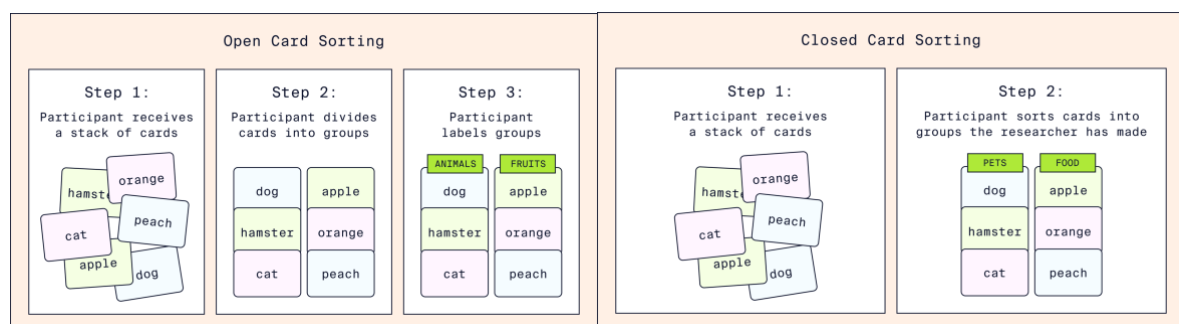 Open Card Sorting
Step 1:
Participant receives
a stack of cards
hamste
orange
peach
cat
apple
dog
Step 2:
Participant divides
cards into groups
dog
apple
hamster
orange
cat
peach
Step 3:
Participant
labels groups
ANIMALS
FRUITS
dog
apple
hamster
orange
cat
peach
Closed Card Sorting
Step 1:
Participant receives
a stack of cards
hamste
orange
peach
cat
apple
dog
Step 2:
Participant sorts cards into
groups the researcher has made
PETS
FOOD
dog
apple
hamster
orange
cat
peach